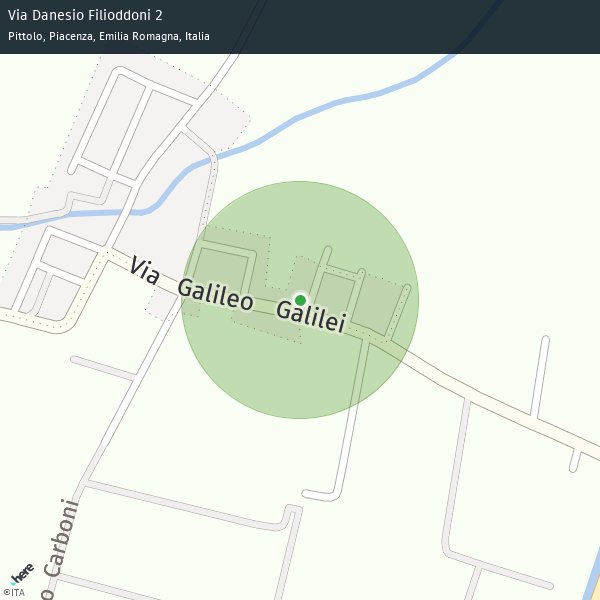 Via Danesio Filioddoni 2
Pittolo, Piacenza, Emilia Romagna, Italia
Via Galileo Galilei
o Carboni
here
©ITA